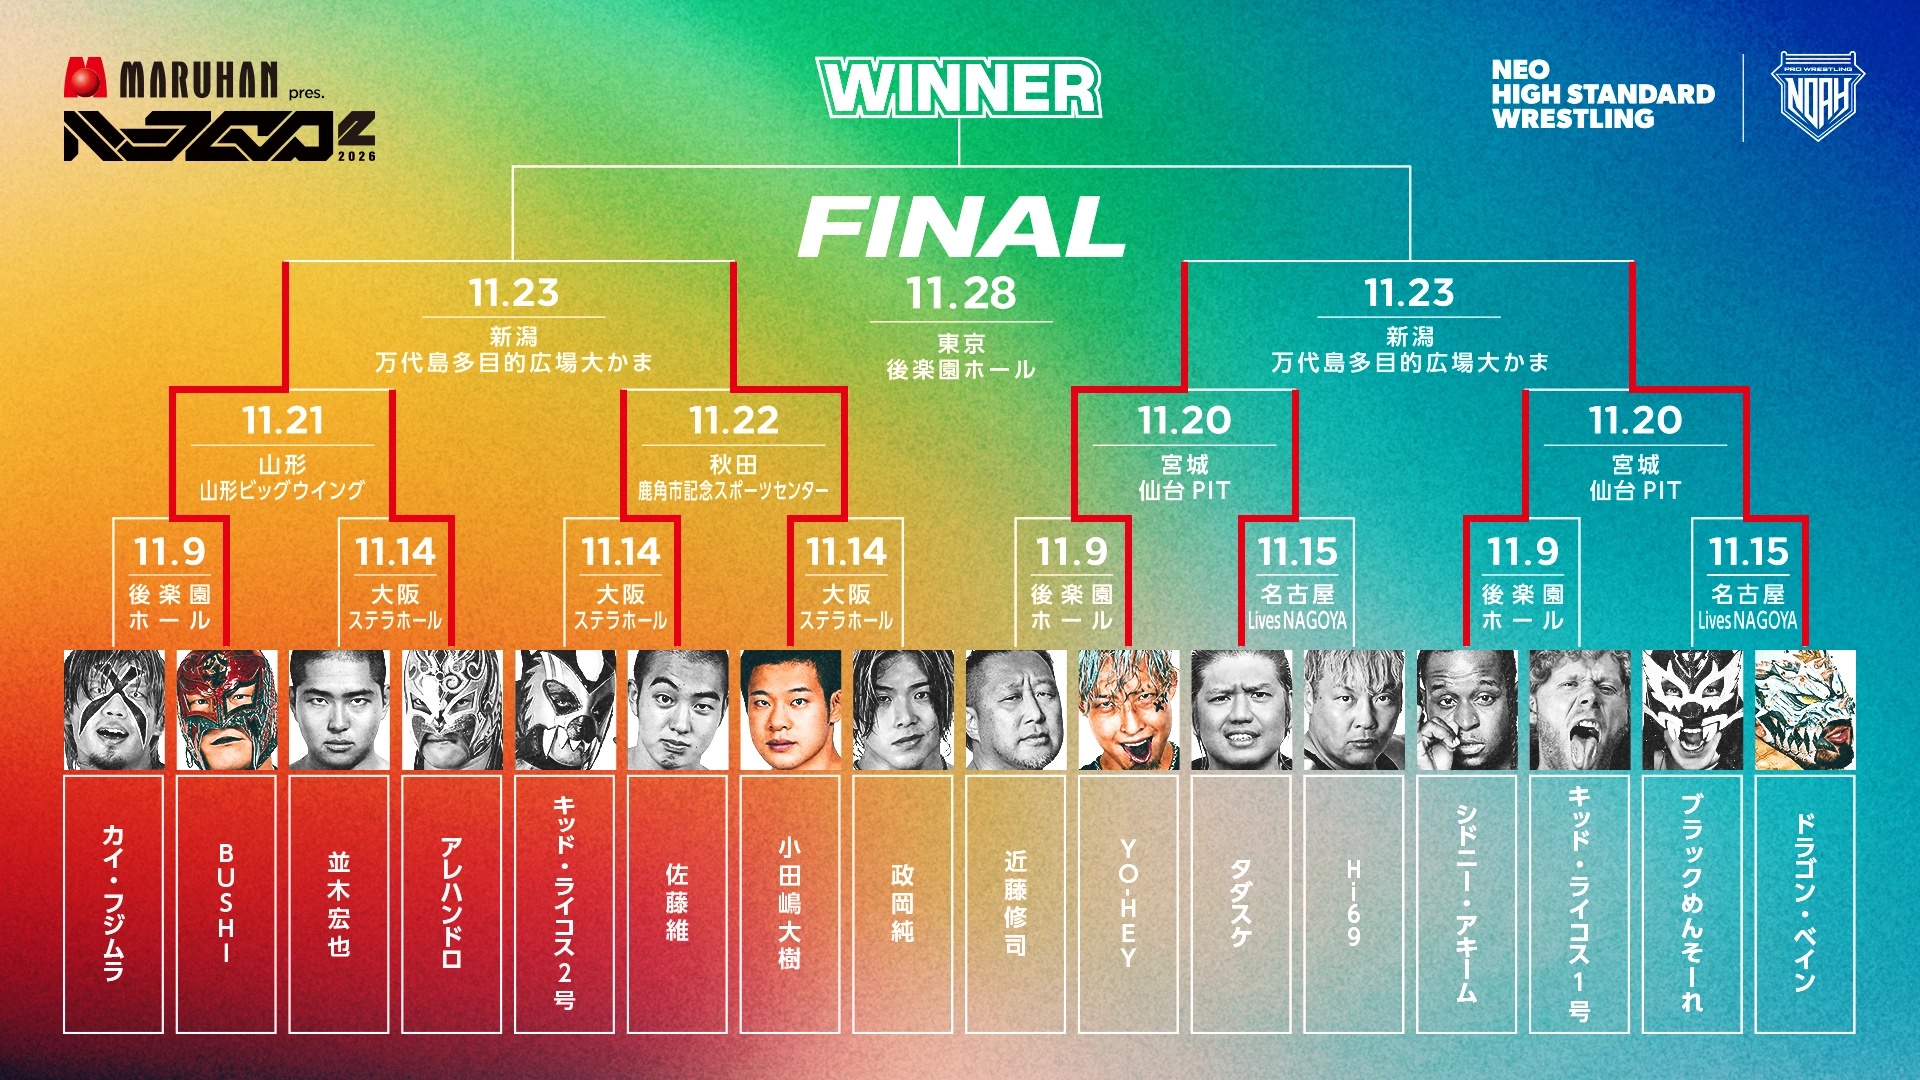 MARUHAN pres.
2026
WINNER
NEO
HIGH STANDARD
WRESTLING
PRO WRESTLING
NOAH
FINAL
11.28
東京
後楽園ホール
11.23
新潟
万代島多目的広場大かま
11.23
新潟
万代島多目的広場大かま
11.21
山形
山形ビッグウイング
11.22
秋田
鹿角市記念スポーツセンター
11.20
宮城
仙台PIT
11.20
宮城
仙台PIT
11.9
後楽園
ホール
11.14
大阪
ステラホール
11.14
大阪
ステラホール
11.14
大阪
ステラホール
11.9
後楽園
ホール
11.15
名古屋
Lives NAGOYA
11.9
後楽園
ホール
11.15
名古屋
Lives NAGOYA
カイ・フジムラ
BUSHI
並木宏也
アレハンドロ
キッド・ライコス2号
佐藤維
小田嶋大樹
政岡純
近藤修司
YO-HEY
タダスケ
Hi69
シドニー・アキーム
キッド・ライコス1号
ブラックめんそーれ
ドラゴン・ベイン